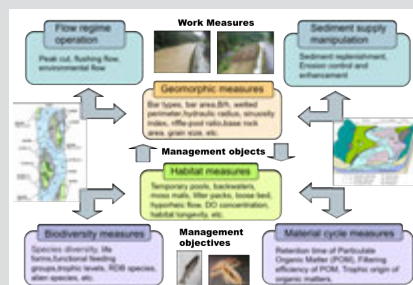 Flow regime
operation
Peak cut, flushing flow,
environmental flow
Work Measures
Sediment supply
manipulation
Sediment replenishment,
Erosion control and
enhancement
Geomorphic measures
Bar types, bar area, B/h, wetted
perimeter, hydraulic radius, sinuosity
index, riffle-pool ratio, base rock
area, grain size, etc.
Management objects
Habitat measures
Temporary pools, backwaters,
moss mats, litter packs, loose bed,
hyporheic flow, DO concentration,
habitat longevity, etc.
Biodiversity measures
Species diversity, life
forms, functional feeding
groups, trophic levels, RDB species,
alien species, etc.
Management
objectives
Material cycle measures
Retention time of Particulate
Organic Matter (POM), Filtering
efficiency of POM, Trophic origin of
organic matters.